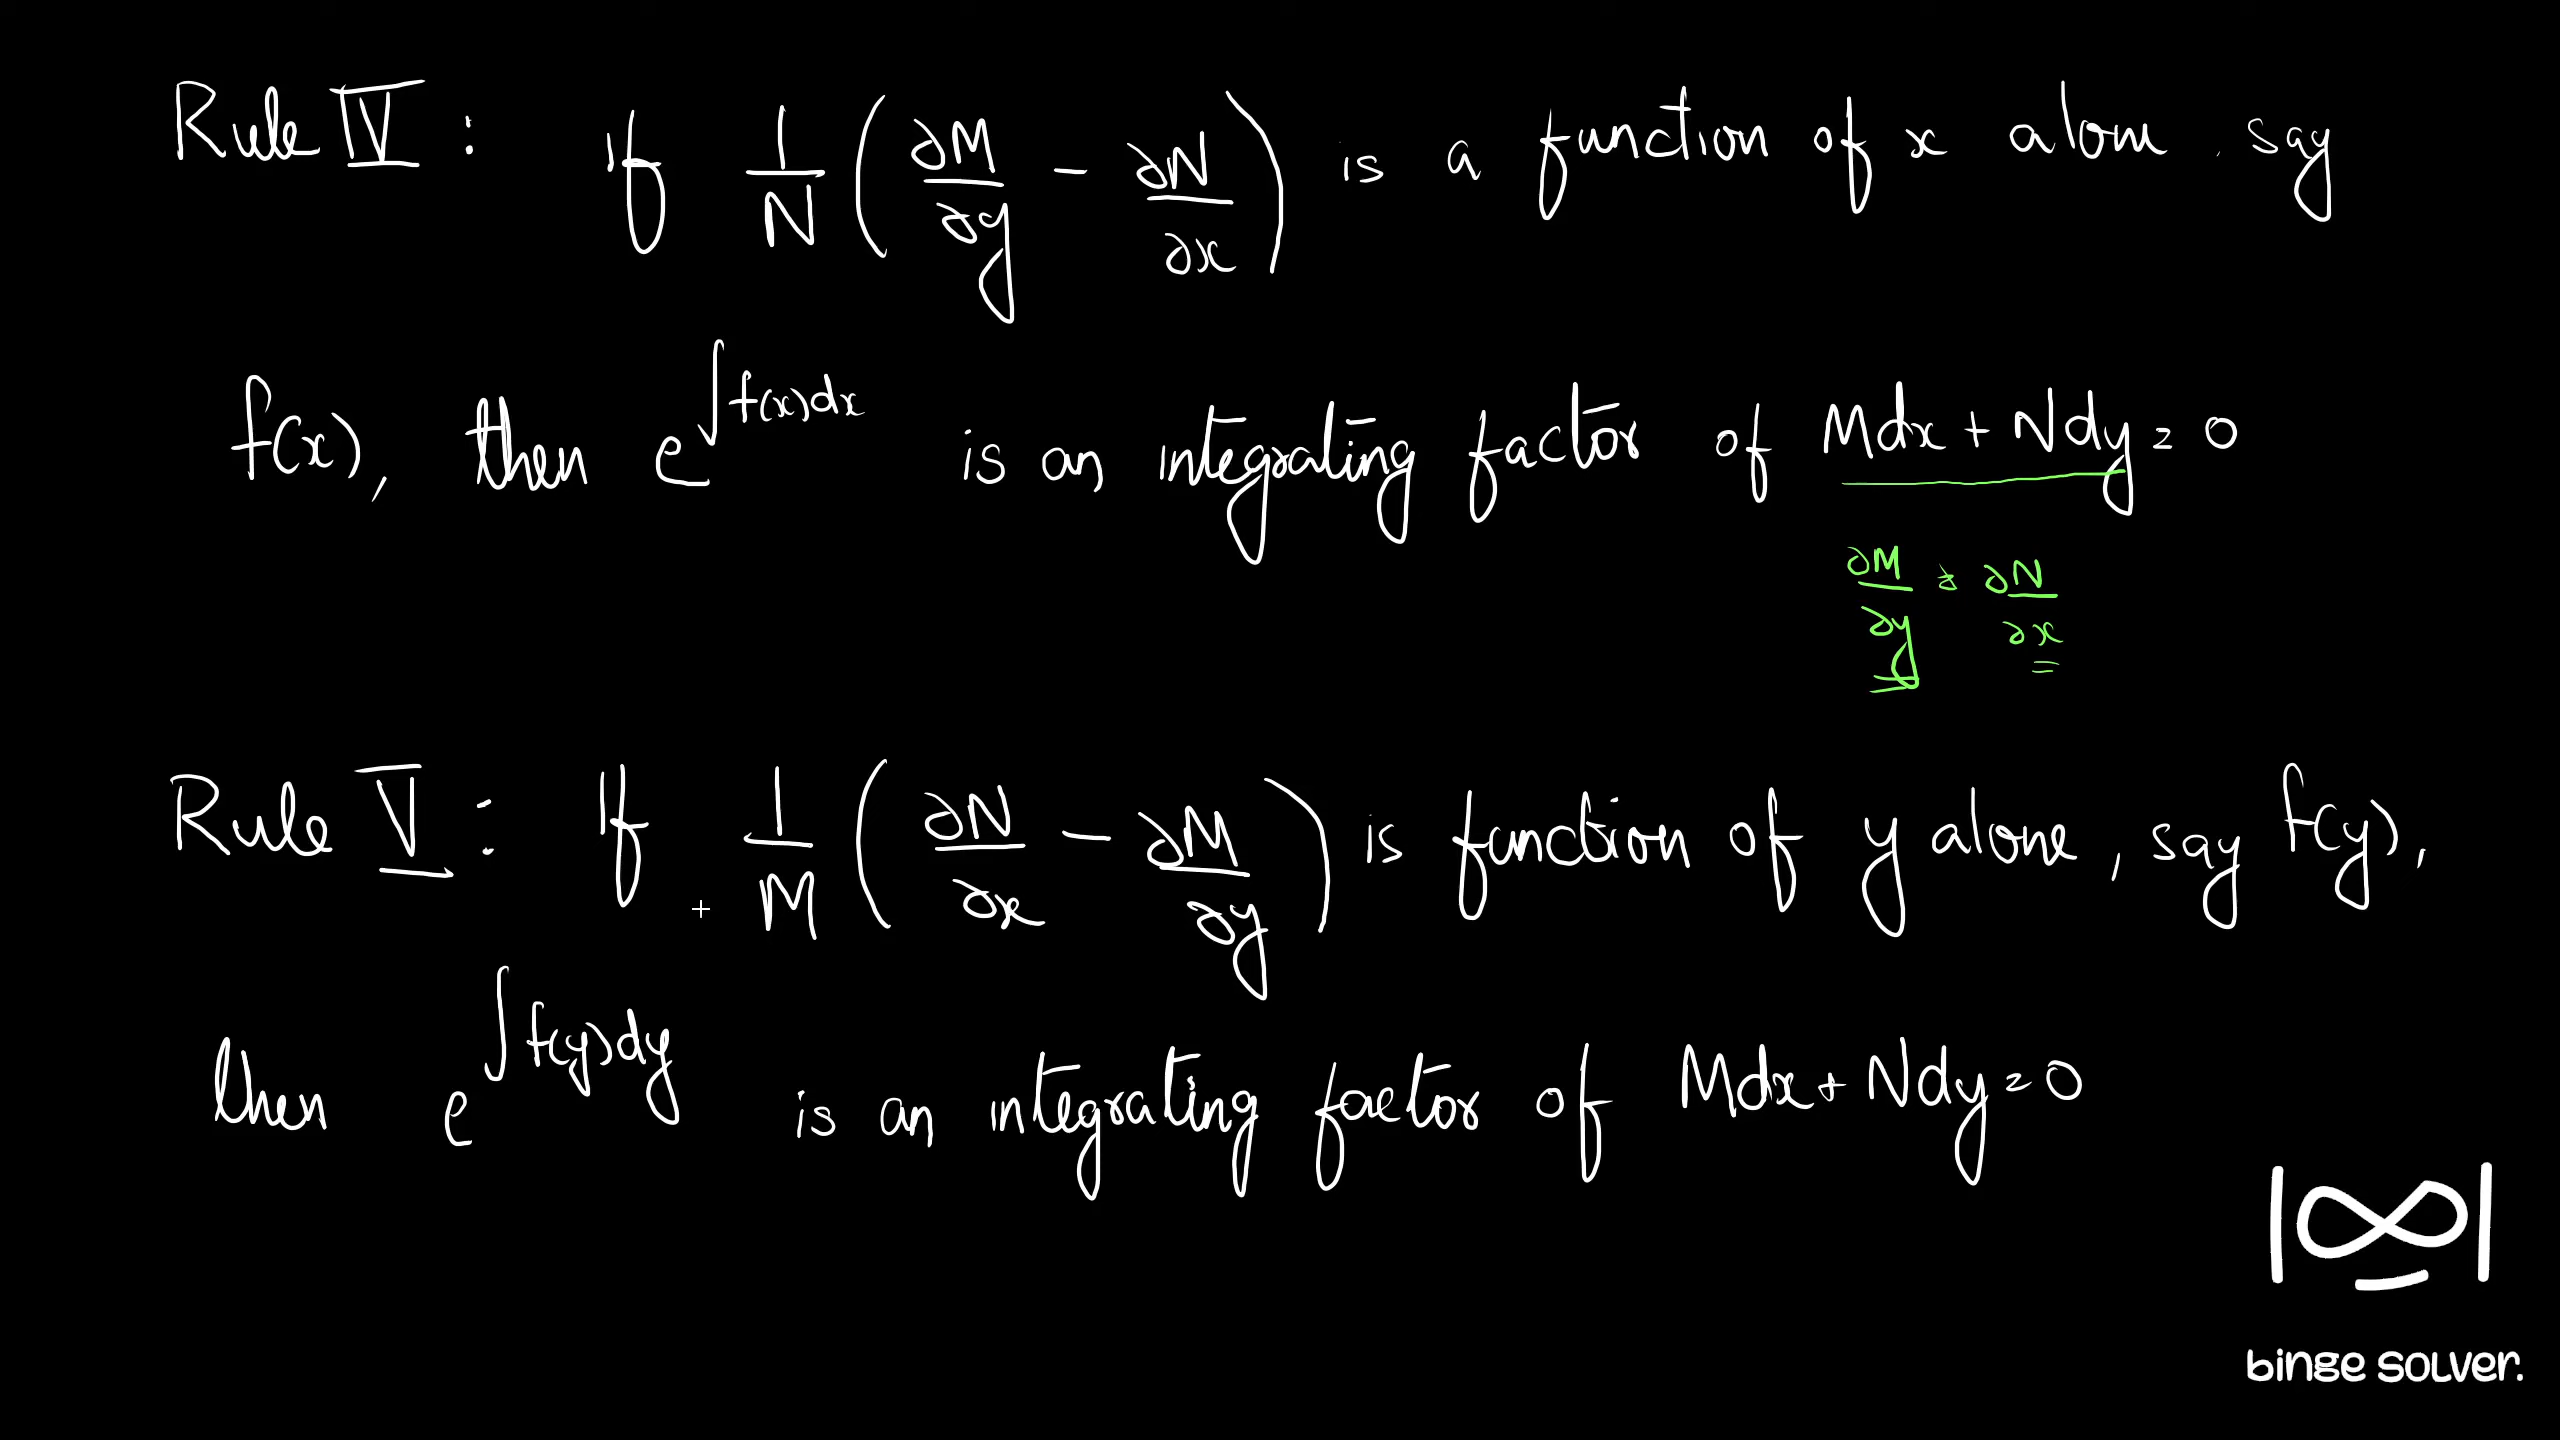 Rule IV : If 1/N (∂M/∂y − ∂N/∂x) is a function of x alone, say
f(x), then e^∫f(x)dx is an integrating factor of Mdx + Ndy = 0
∂M/∂y = ∂N/∂x
Rule V : If 1/M (∂N/∂x − ∂M/∂y) is function of y alone, say f(y),
then e^∫f(y)dy is an integrating factor of Mdx + Ndy = 0
binge solver.